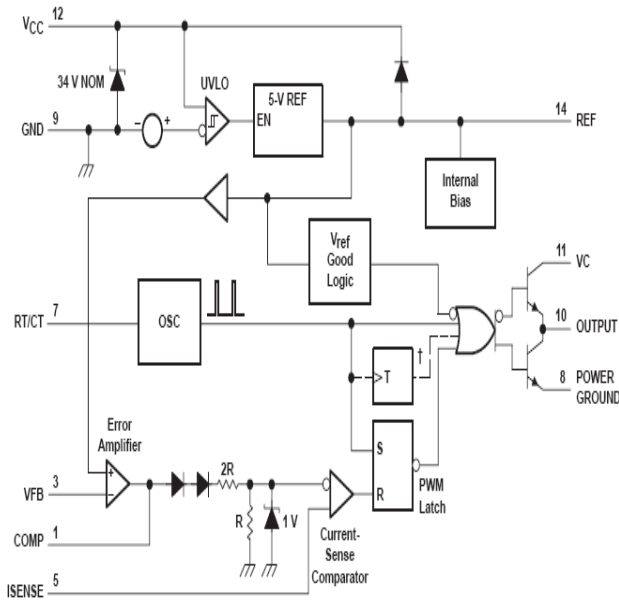 VCC 12
34 V NOM
UVLO
5-V REF
EN
9
GND
- +
14
REF
Internal
Bias
Vref
Good
Logic
11
VC
7
RT/CT
OSC
10
OUTPUT
†
>T
8
POWER
GROUND
Error
Amplifier
+
−
2R
S
R
PWM
Latch
3
VFB
R
1 V
1
COMP
Current-
Sense
Comparator
5
ISENSE